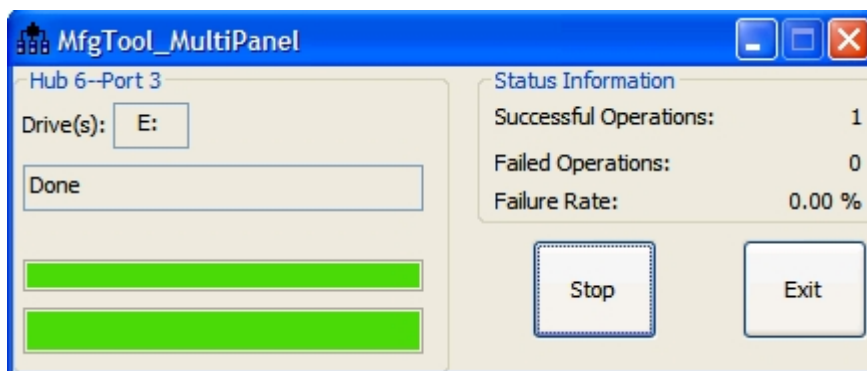 MfgTool_MultiPanel
Hub 6--Port 3
Drive(s): E:
Done
Status Information
Successful Operations: 1
Failed Operations: 0
Failure Rate: 0.00 %
Stop
Exit